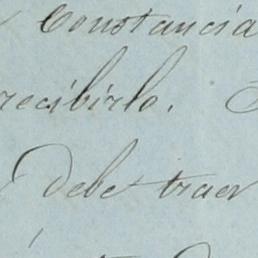 Constancia
recibirlo.
Debe traer